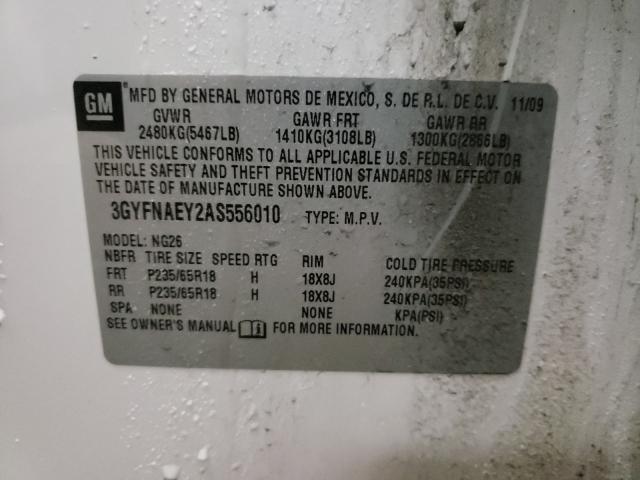 GM
MFD BY GENERAL MOTORS DE MEXICO, S. DE R.L. DE C.V. 11/09
GVWR GAWR FRT GAWR RR
2480KG(5467LB) 1410KG(3108LB) 1300KG(2866LB)
THIS VEHICLE CONFORMS TO ALL APPLICABLE U.S. FEDERAL MOTOR
VEHICLE SAFETY AND THEFT PREVENTION STANDARDS IN EFFECT ON
THE DATE OF MANUFACTURE SHOWN ABOVE.
3GYFNAEY2AS556010 TYPE: M.P.V.
MODEL: NG26
NBFR TIRE SIZE SPEED RTG RIM COLD TIRE PRESSURE
FRT P235/65R18 H 18X8J 240KPA(35PSI)
RR P235/65R18 H 18X8J 240KPA(35PSI)
SPA NONE NONE KPA(PSI)
SEE OWNER'S MANUAL FOR MORE INFORMATION.